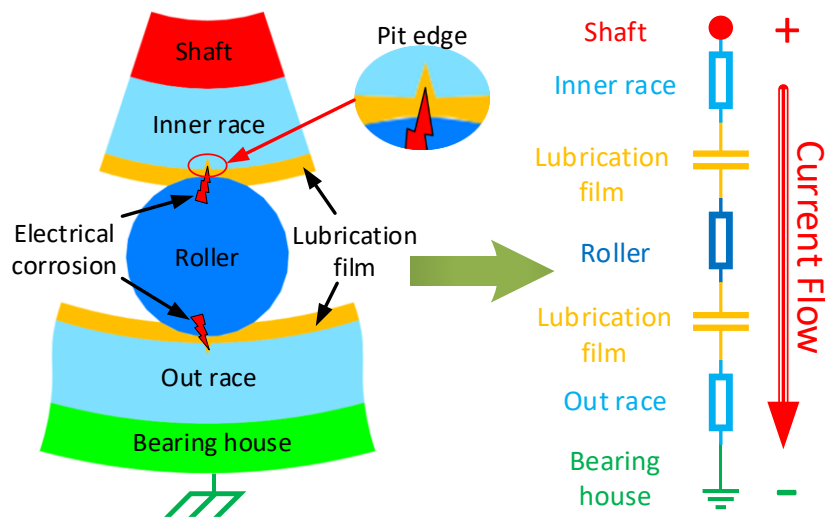 Shaft
Inner race
Pit edge
Electrical
corrosion
Roller
Lubrication
film
Out race
Bearing house
Shaft
+
Inner race
Lubrication
film
Roller
Lubrication
film
Out race
Bearing
house
-
Current Flow